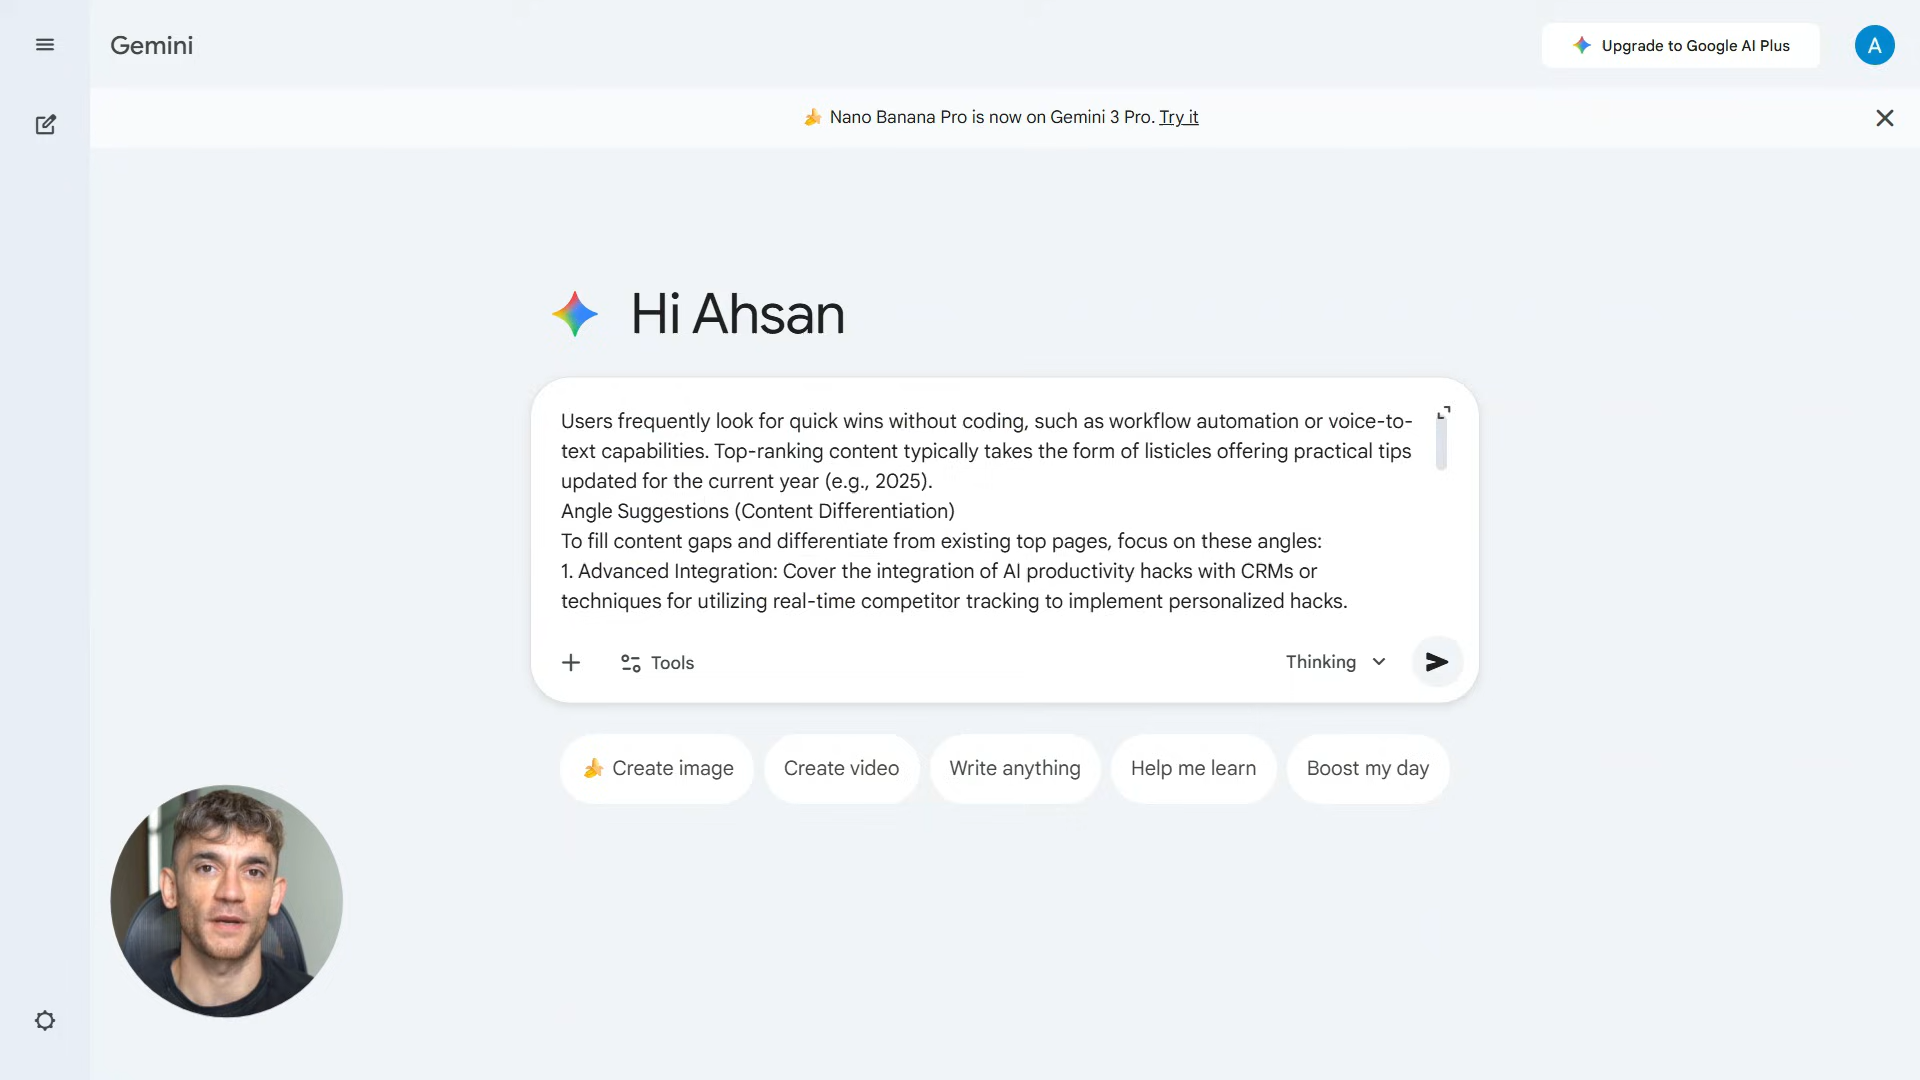 Gemini
Upgrade to Google AI Plus
A
Nano Banana Pro is now on Gemini 3 Pro. Try it
Hi Ahsan
Users frequently look for quick wins without coding, such as workflow automation or voice-to-
text capabilities. Top-ranking content typically takes the form of listicles offering practical tips
updated for the current year (e.g., 2025).
Angle Suggestions (Content Differentiation)
To fill content gaps and differentiate from existing top pages, focus on these angles:
1. Advanced Integration: Cover the integration of AI productivity hacks with CRMs or
techniques for utilizing real-time competitor tracking to implement personalized hacks.
Tools
Thinking
Create image
Create video
Write anything
Help me learn
Boost my day